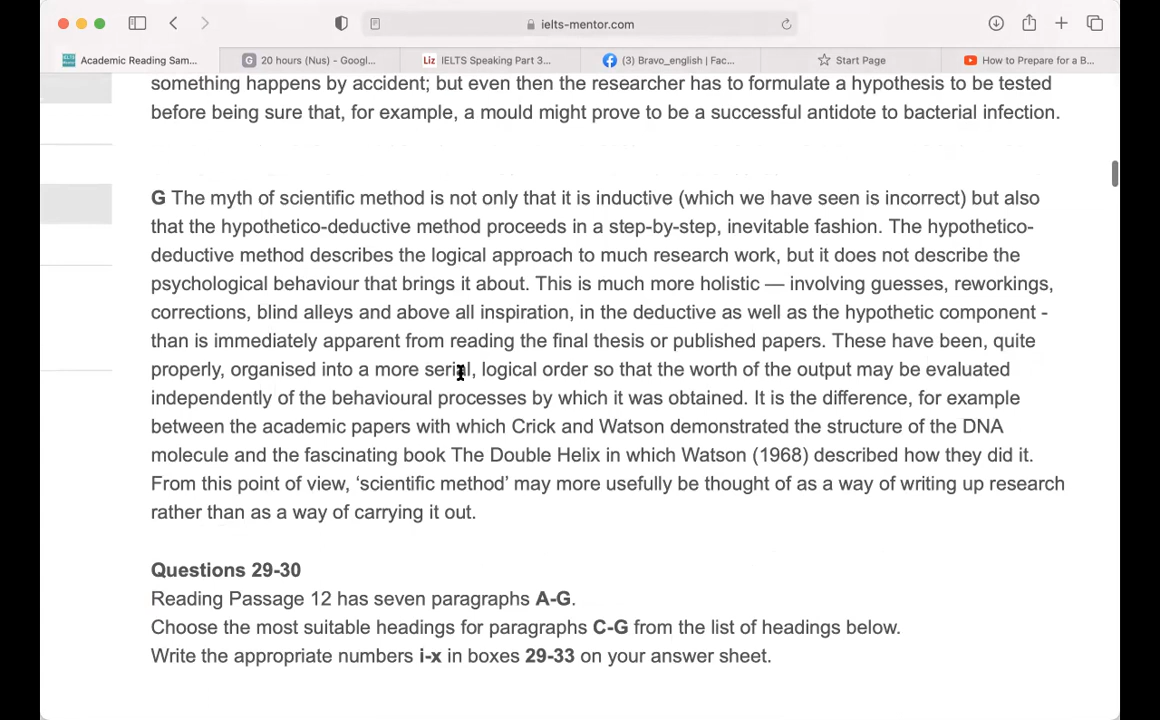 ielts-mentor.com
Academic Reading Sam...
20 hours (Nus) - Googl...
Liz IELTS Speaking Part 3...
(3) Bravo_english | Fac...
Start Page
How to Prepare for a B...
something happens by accident; but even then the researcher has to formulate a hypothesis to be tested
before being sure that, for example, a mould might prove to be a successful antidote to bacterial infection.
G The myth of scientific method is not only that it is inductive (which we have seen is incorrect) but also
that the hypothetico-deductive method proceeds in a step-by-step, inevitable fashion. The hypothetico-
deductive method describes the logical approach to much research work, but it does not describe the
psychological behaviour that brings it about. This is much more holistic — involving guesses, reworkings,
corrections, blind alleys and above all inspiration, in the deductive as well as the hypothetic component -
than is immediately apparent from reading the final thesis or published papers. These have been, quite
properly, organised into a more serial, logical order so that the worth of the output may be evaluated
independently of the behavioural processes by which it was obtained. It is the difference, for example
between the academic papers with which Crick and Watson demonstrated the structure of the DNA
molecule and the fascinating book The Double Helix in which Watson (1968) described how they did it.
From this point of view, ‘scientific method’ may more usefully be thought of as a way of writing up research
rather than as a way of carrying it out.
Questions 29-30
Reading Passage 12 has seven paragraphs A-G.
Choose the most suitable headings for paragraphs C-G from the list of headings below.
Write the appropriate numbers i-x in boxes 29-33 on your answer sheet.